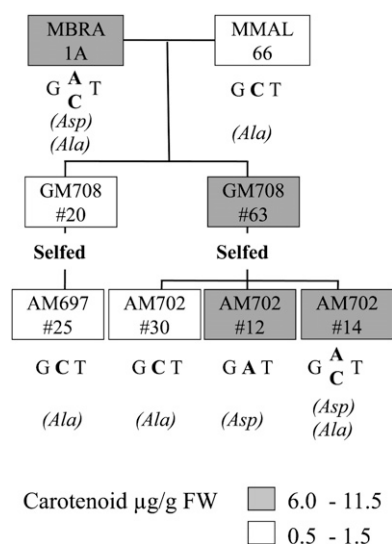 MBRA MMAL
1A 66
G A/C T G C T
(Asp)
(Ala) (Ala)
GM708 GM708
#20 #63
Selfed Selfed
AM697 AM702 AM702 AM702
#25 #30 #12 #14
G C T G C T G A T G A/C T
(Ala) (Ala) (Asp) (Asp)
(Ala)
Carotenoid µg/g FW 6.0 - 11.5
0.5 - 1.5